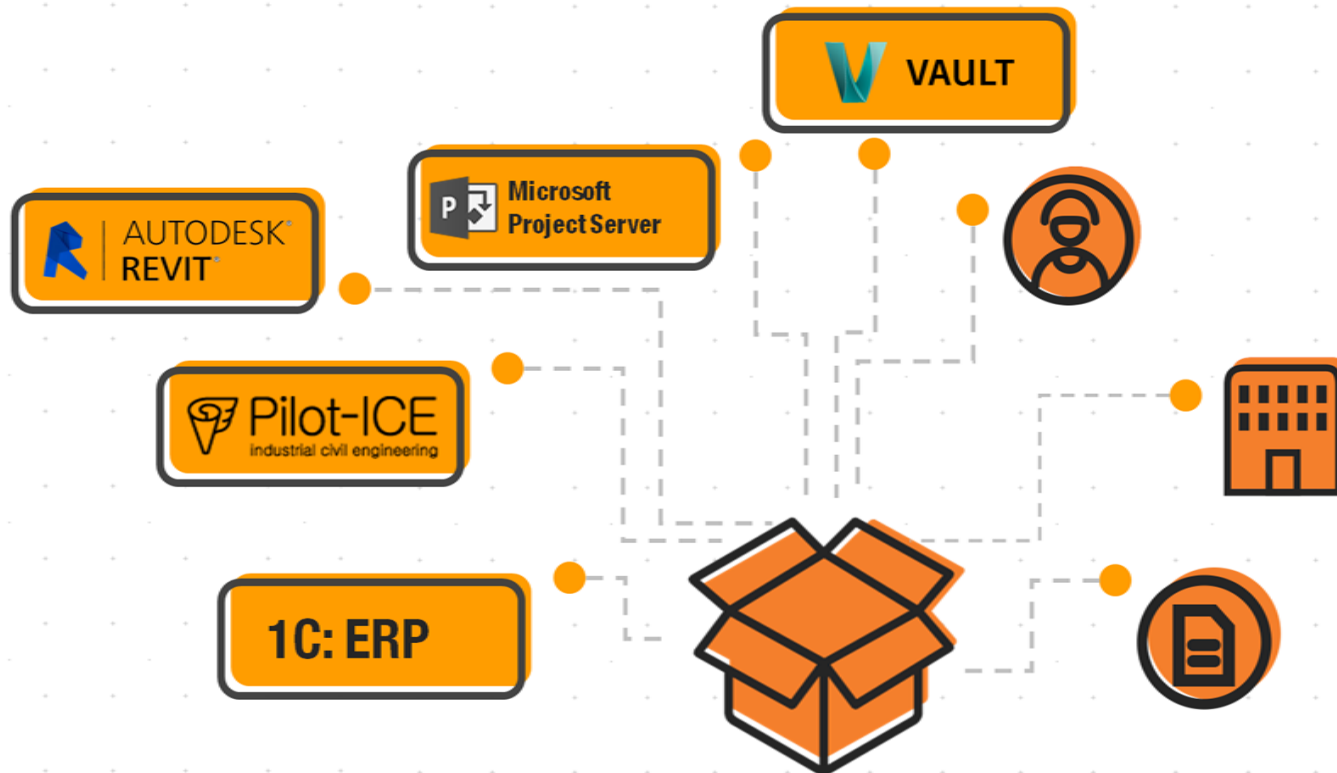 VAULT
Microsoft
Project Server
P
AUTODESK®
REVIT®
Pilot-ICE
industrial civil engineering
1C: ERP